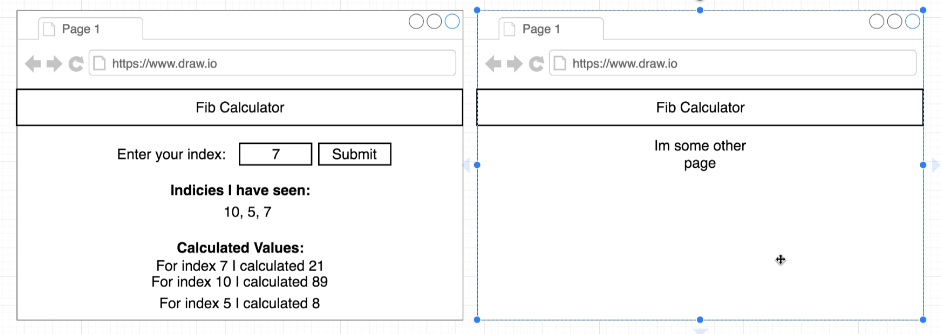 Page 1
https://www.draw.io
Fib Calculator
Enter your index: 7 Submit
Indicies I have seen:
10, 5, 7
Calculated Values:
For index 7 I calculated 21
For index 10 I calculated 89
For index 5 I calculated 8
Page 1
https://www.draw.io
Fib Calculator
Im some other
page